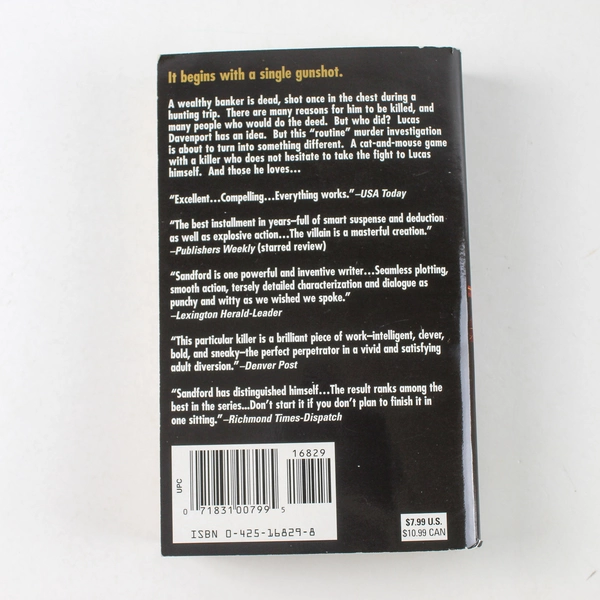 It begins with a single gunshot.
A wealthy banker is dead, shot once in the chest during a
hunting trip. There are many reasons for him to be killed, and
many people who would do the deed. But who did? Lucas
Davenport has an idea. But this “routine” murder investigation
is about to turn into something different. A cat-and-mouse game
with a killer who does not hesitate to take the fight to Lucas
himself. And those he loves...
“Excellent...Compelling...Everything works.”–USA Today
“The best installment in years–full of smart suspense and deduction
as well as explosive action...The villain is a masterful creation.”
–Publishers Weekly (starred review)
“Sandford is one powerful and inventive writer...Seamless plotting,
smooth action, tersely detailed characterization and dialogue as
punchy and witty as we wished we spoke.”
–Lexington Herald-Leader
“This particular killer is a brilliant piece of work–intelligent, clever,
bold, and sneaky–the perfect perpetrator in a vivid and satisfying
adult diversion.”–Denver Post
“Sandford has distinguished himself...The result ranks among the
best in the series...Don’t start it if you don’t plan to finish it in
one sitting.”–Richmond Times-Dispatch
16829
UPC
0 71831 00799 5
ISBN 0-425-16829-8
$7.99 U.S.
$10.99 CAN